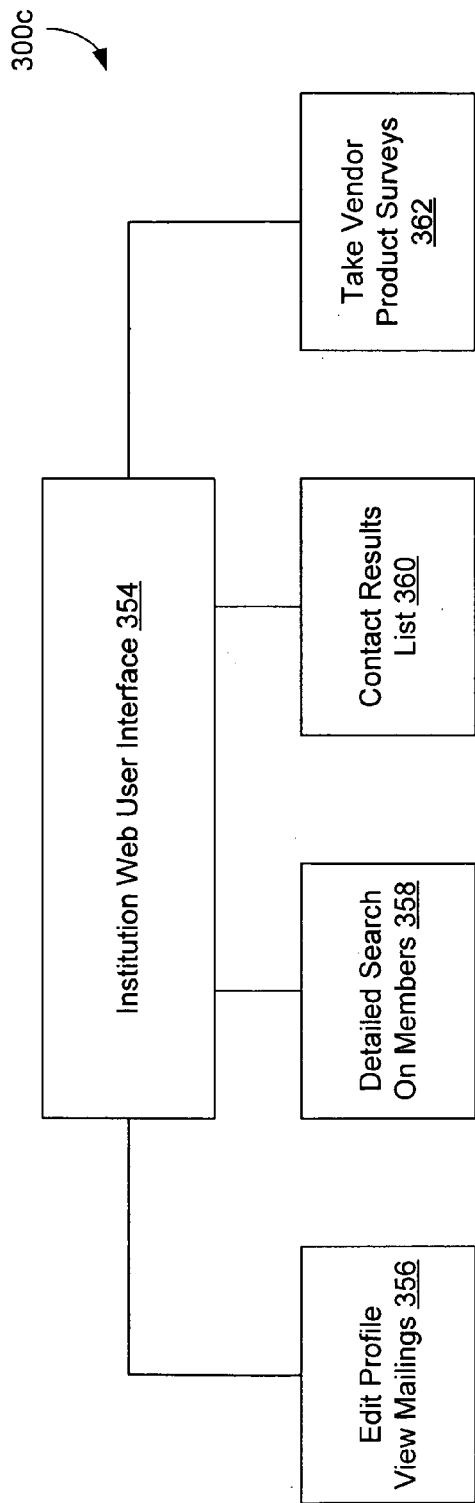 300c
Institution Web User Interface 354
Edit Profile
View Mailings 356
Detailed Search
On Members 358
Contact Results
List 360
Take Vendor
Product Surveys
362